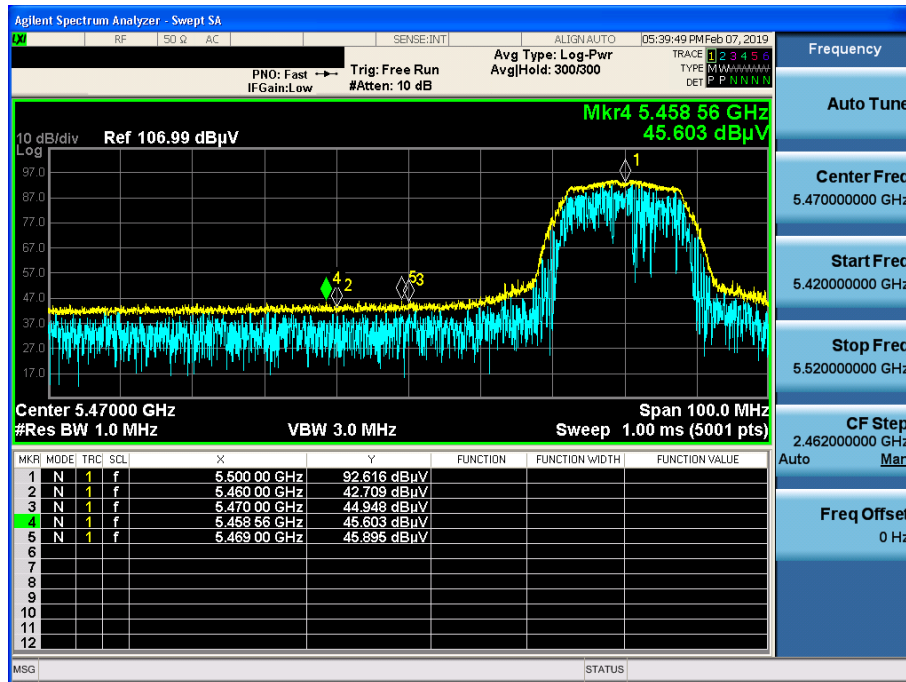 Agilent Spectrum Analyzer - Swept SA
LXI RF 50 Ω AC SENSE:INT ALIGN AUTO 05:39:49 PM Feb 07, 2019
PNO: Fast Trig: Free Run Avg Type: Log-Pwr TRACE 1 2 3 4 5 6
IFGain:Low #Atten: 10 dB Avg|Hold: 300/300 TYPE MWWWWW
DET P P N N N N
Mkr4 5.458 56 GHz
45.603 dBµV
10 dB/div Ref 106.99 dBµV
Log
97.0
87.0
77.0
67.0
57.0
47.0
37.0
27.0
17.0
1
4 2 5 3
Center 5.47000 GHz Span 100.0 MHz
#Res BW 1.0 MHz VBW 3.0 MHz Sweep 1.00 ms (5001 pts)
MKR MODE TRC SCL X Y FUNCTION FUNCTION WIDTH FUNCTION VALUE
1 N 1 f 5.500 00 GHz 92.616 dBµV
2 N 1 f 5.460 00 GHz 42.709 dBµV
3 N 1 f 5.470 00 GHz 44.948 dBµV
4 N 1 f 5.458 56 GHz 45.603 dBµV
5 N 1 f 5.469 00 GHz 45.895 dBµV
6
7
8
9
10
11
12
MSG STATUS
Frequency
Auto Tune
Center Freq
5.470000000 GHz
Start Freq
5.420000000 GHz
Stop Freq
5.520000000 GHz
CF Step
2.462000000 GHz
Auto Man
Freq Offset
0 Hz